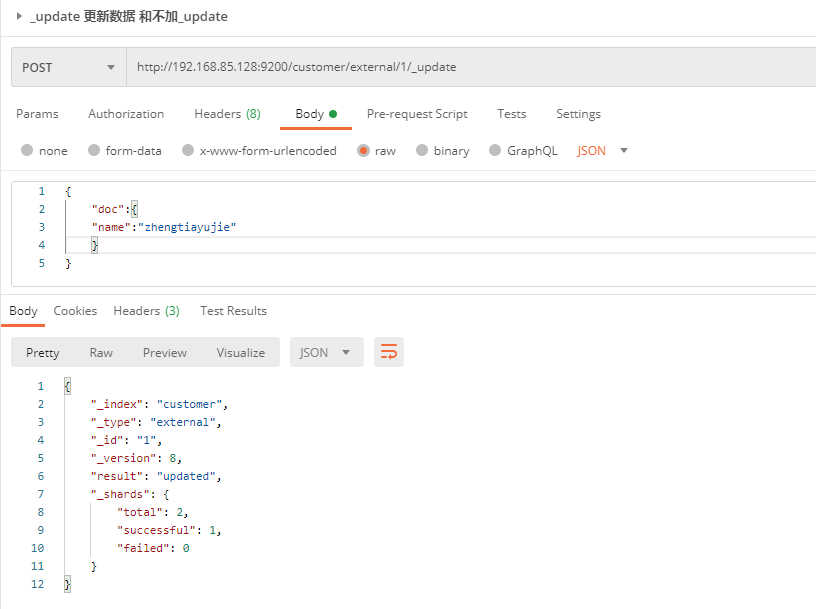 _update 更新数据 和不加_update
POST http://192.168.85.128:9200/customer/external/1/_update
Params Authorization Headers (8) Body Pre-request Script Tests Settings
none form-data x-www-form-urlencoded raw binary GraphQL JSON
1 {
2 "doc":{
3 "name":"zhengtiayujie"
4 }
5 }
Body Cookies Headers (3) Test Results
Pretty Raw Preview Visualize JSON
1 {
2 "_index": "customer",
3 "_type": "external",
4 "_id": "1",
5 "_version": 8,
6 "result": "updated",
7 "_shards": {
8 "total": 2,
9 "successful": 1,
10 "failed": 0
11 }
12 }